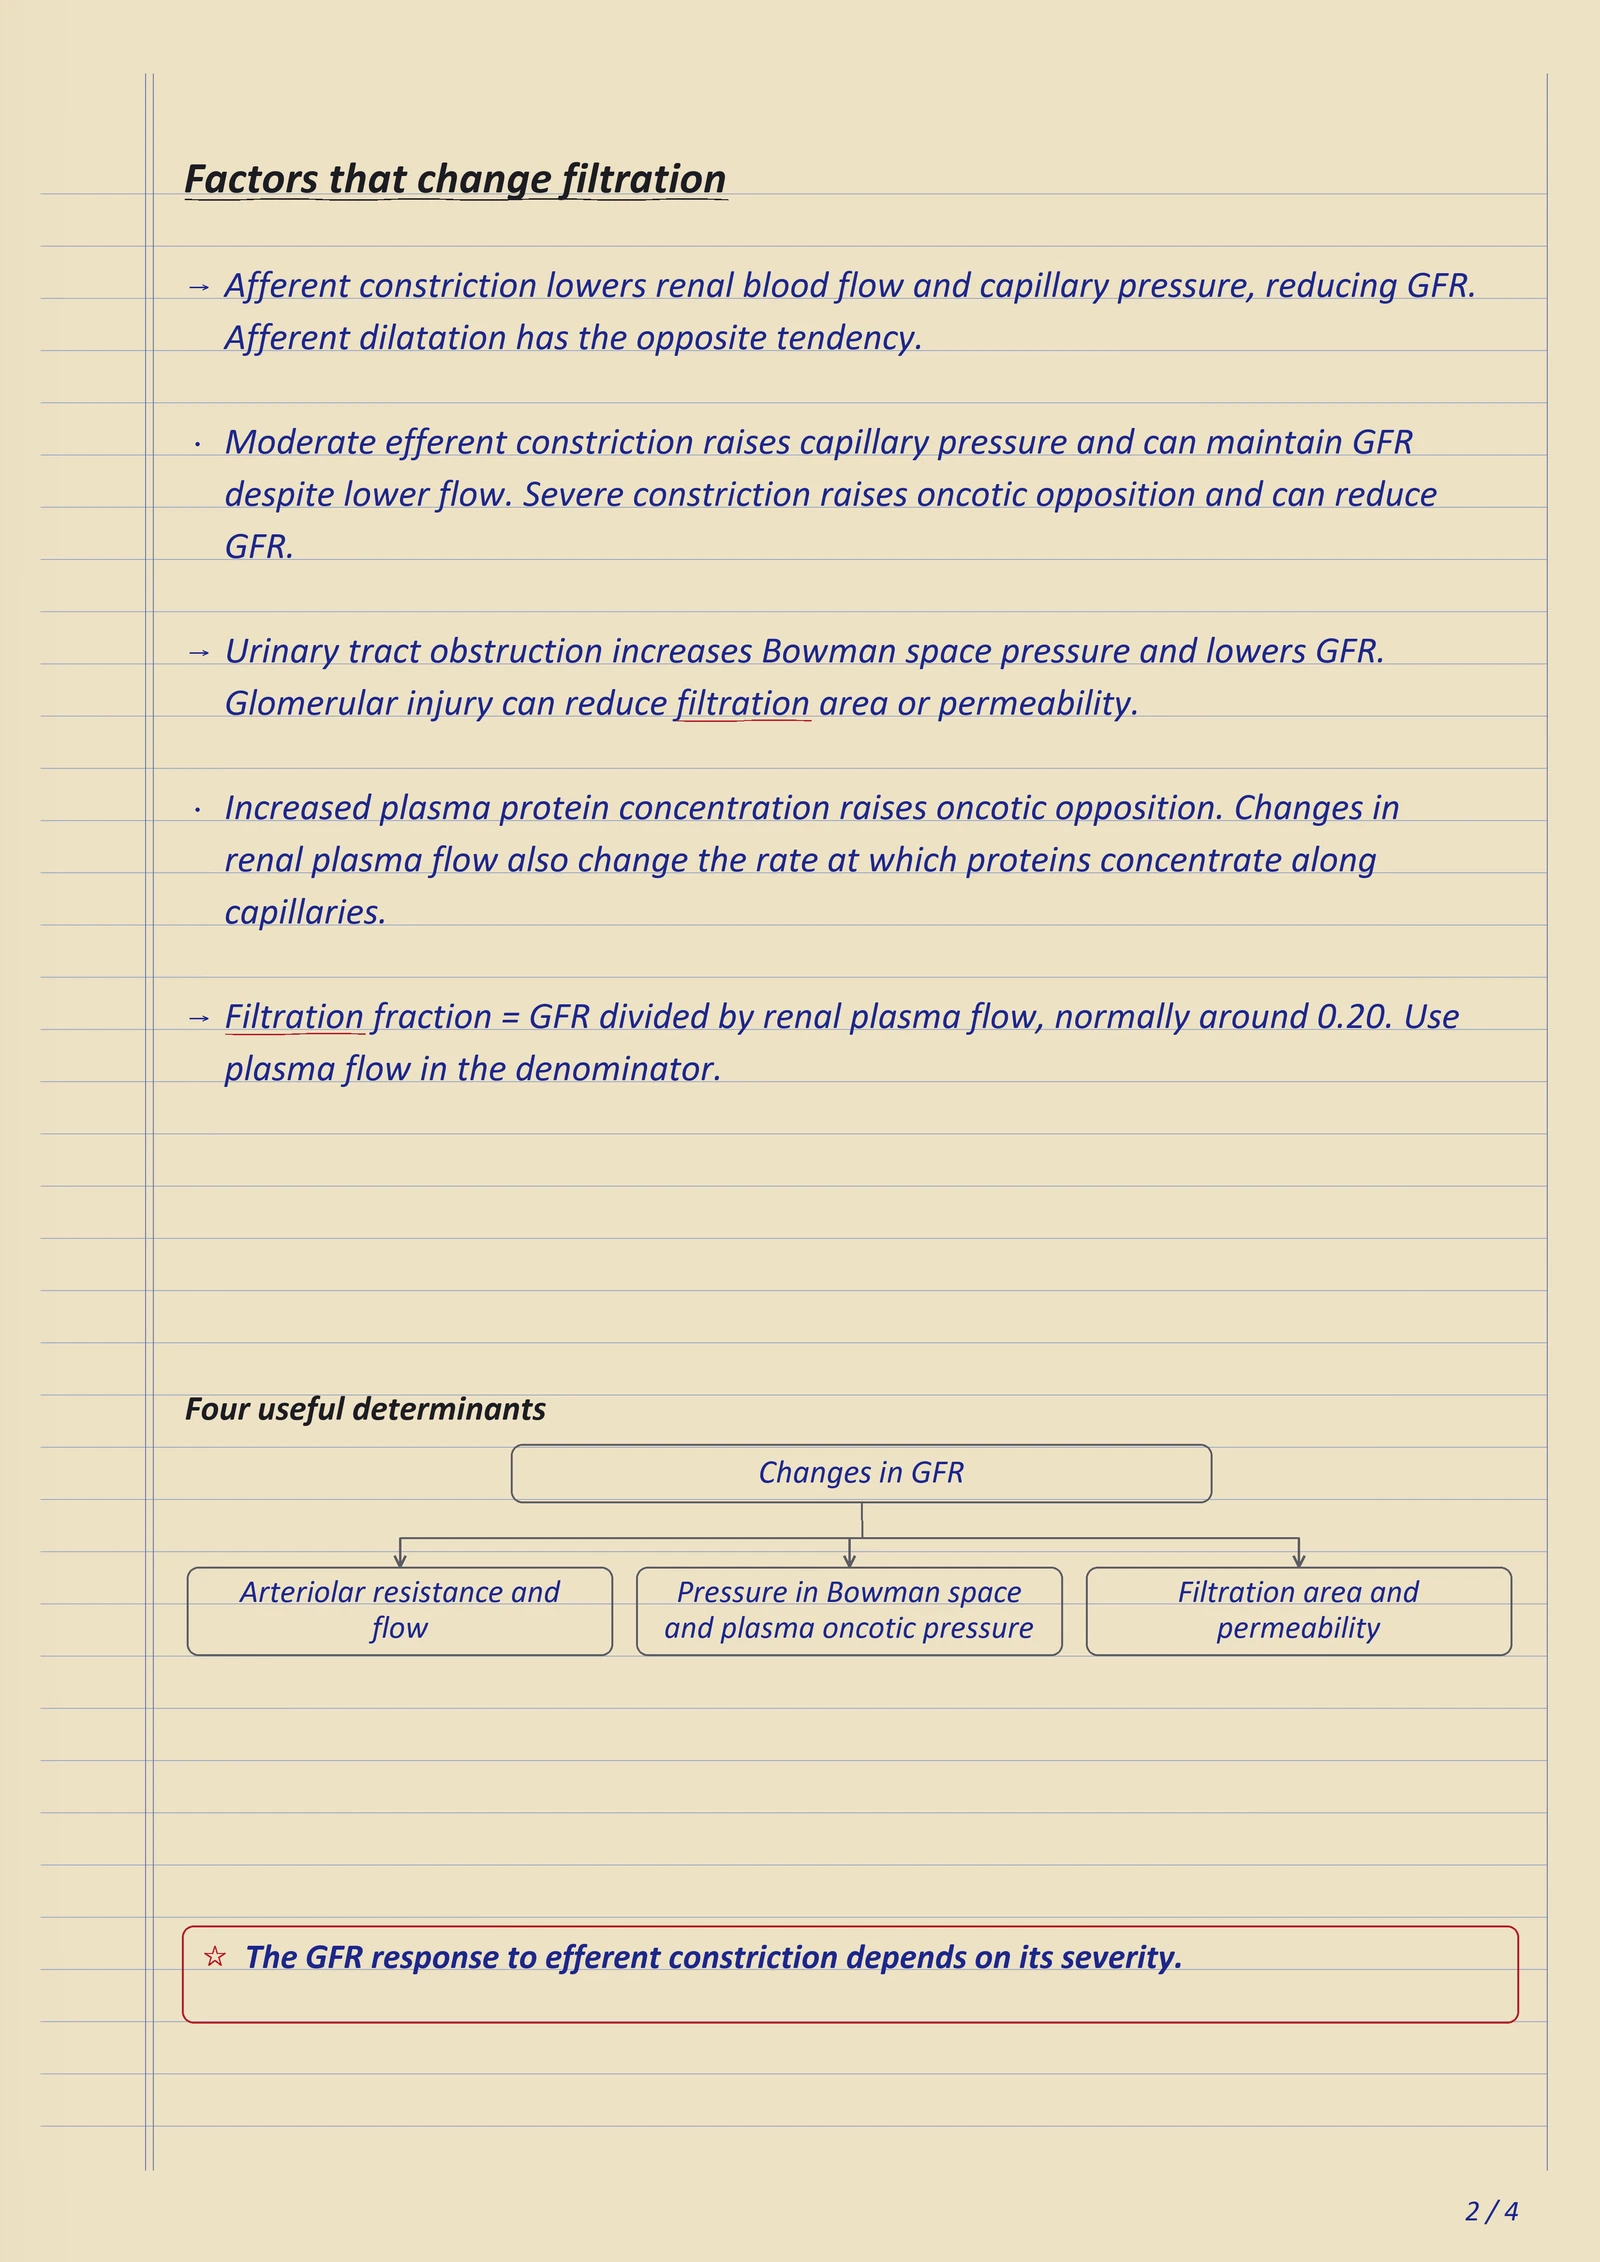 Factors that change filtration
→ Afferent constriction lowers renal blood flow and capillary pressure, reducing GFR.
Afferent dilatation has the opposite tendency.
· Moderate efferent constriction raises capillary pressure and can maintain GFR
despite lower flow. Severe constriction raises oncotic opposition and can reduce
GFR.
→ Urinary tract obstruction increases Bowman space pressure and lowers GFR.
Glomerular injury can reduce filtration area or permeability.
· Increased plasma protein concentration raises oncotic opposition. Changes in
renal plasma flow also change the rate at which proteins concentrate along
capillaries.
→ Filtration fraction = GFR divided by renal plasma flow, normally around 0.20. Use
plasma flow in the denominator.
Four useful determinants
Changes in GFR
Arteriolar resistance and
flow
Pressure in Bowman space
and plasma oncotic pressure
Filtration area and
permeability
☆ The GFR response to efferent constriction depends on its severity.
2 / 4